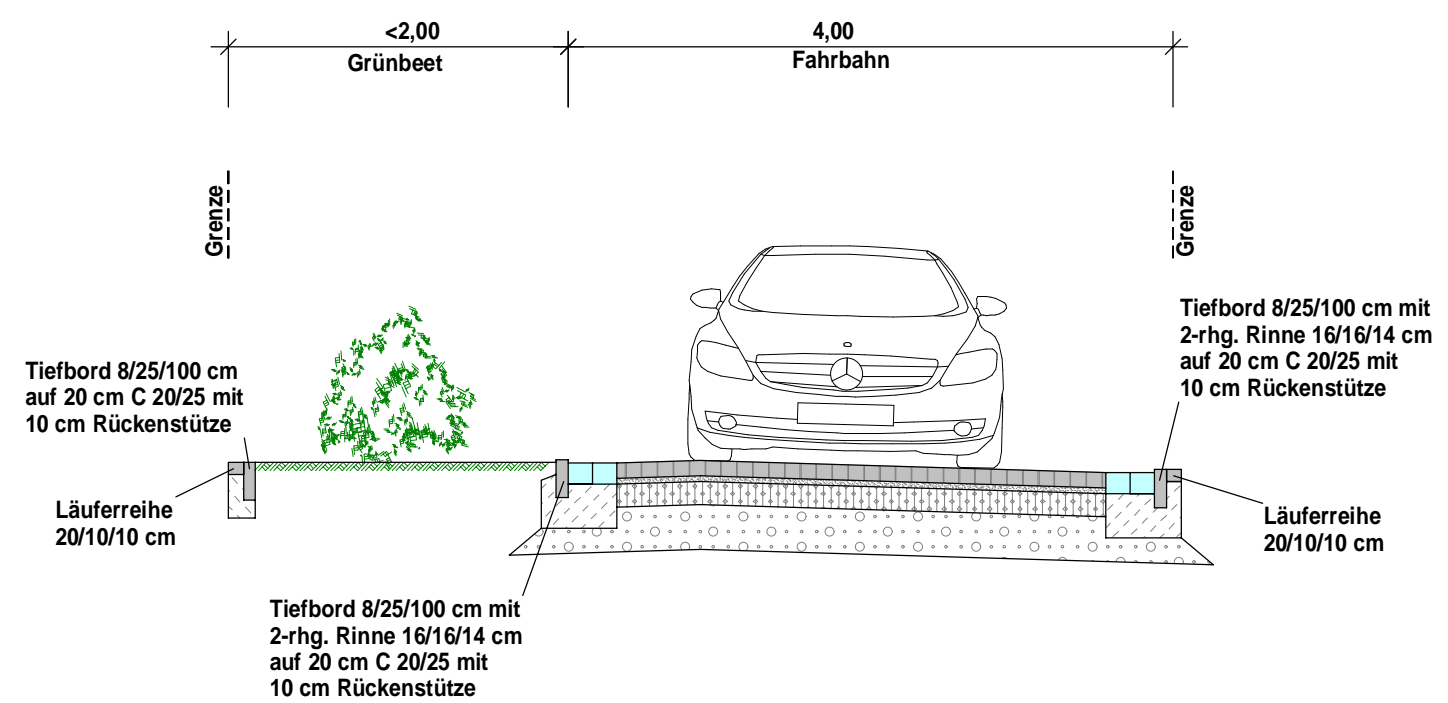 <2,00
Grünbeet
4,00
Fahrbahn
Grenze
Grenze
Tiefbord 8/25/100 cm
auf 20 cm C 20/25 mit
10 cm Rückenstütze
Läuferreihe
20/10/10 cm
Tiefbord 8/25/100 cm mit
2-rhg. Rinne 16/16/14 cm
auf 20 cm C 20/25 mit
10 cm Rückenstütze
Tiefbord 8/25/100 cm mit
2-rhg. Rinne 16/16/14 cm
auf 20 cm C 20/25 mit
10 cm Rückenstütze
Läuferreihe
20/10/10 cm